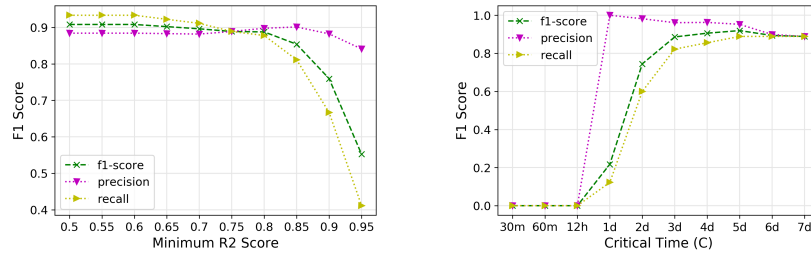 0.9
0.8
0.7
0.6
0.5
0.4
F1 Score
f1-score
precision
recall
0.5 0.55 0.6 0.65 0.7 0.75 0.8 0.85 0.9 0.95
Minimum R2 Score
1.0
0.8
0.6
0.4
0.2
0.0
F1 Score
f1-score
precision
recall
30m 60m 12h 1d 2d 3d 4d 5d 6d 7d
Critical Time (C)